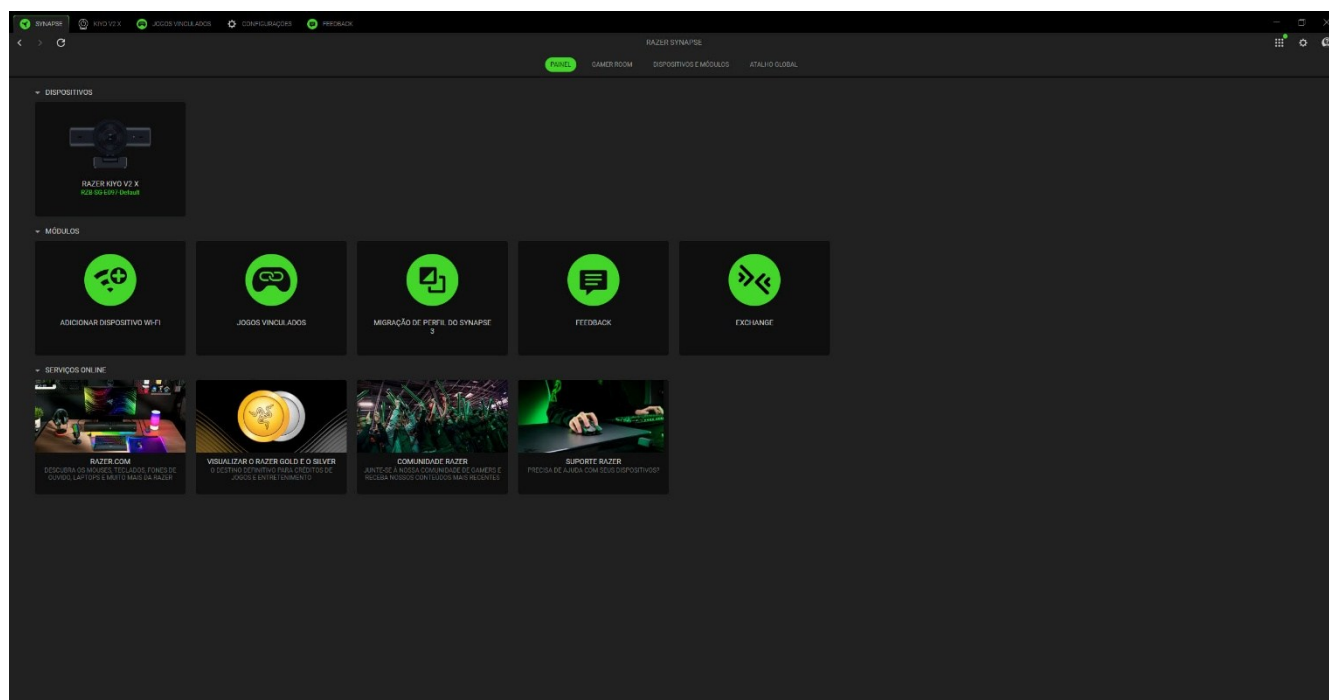 SYNAPSE
KIYO V2 X
JOGOS VINCULADOS
CONFIGURAÇÕES
FEEDBACK
RAZER SYNAPSE
PAINEL
GAMER ROOM
DISPOSITIVOS E MÓDULOS
ATALHO GLOBAL
DISPOSITIVOS
RAZER KIYO V2 X
RZB-SG-E097-Default
MÓDULOS
ADICIONAR DISPOSITIVO WI-FI
JOGOS VINCULADOS
MIGRAÇÃO DE PERFIL DO SYNAPSE
3
FEEDBACK
EXCHANGE
SERVIÇOS ONLINE
RAZER.COM
DESCUBRA OS MOUSES, TECLADOS, FONES DE
OUVIDO, LAPTOPS E MUITO MAIS DA RAZER
VISUALIZAR O RAZER GOLD E O SILVER
O DESTINO DEFINITIVO PARA CRÉDITOS DE
JOGOS E ENTRETENIMENTO
COMUNIDADE RAZER
JUNTE-SE À NOSSA COMUNIDADE DE GAMERS E
RECEBA NOSSOS CONTEÚDOS MAIS RECENTES
SUPORTE RAZER
PRECISA DE AJUDA COM SEUS DISPOSITIVOS?